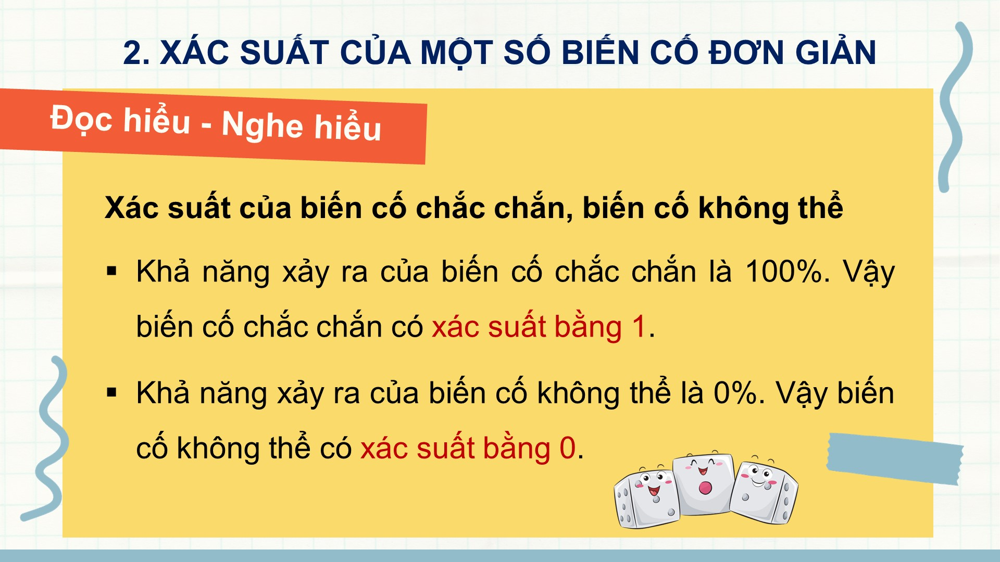 2. XÁC SUẤT CỦA MỘT SỐ BIẾN CỐ ĐƠN GIẢN
Đọc hiểu - Nghe hiểu
Xác suất của biến cố chắc chắn, biến cố không thể
▪ Khả năng xảy ra của biến cố chắc chắn là 100%. Vậy
biến cố chắc chắn có xác suất bằng 1.
▪ Khả năng xảy ra của biến cố không thể là 0%. Vậy biến
cố không thể có xác suất bằng 0.